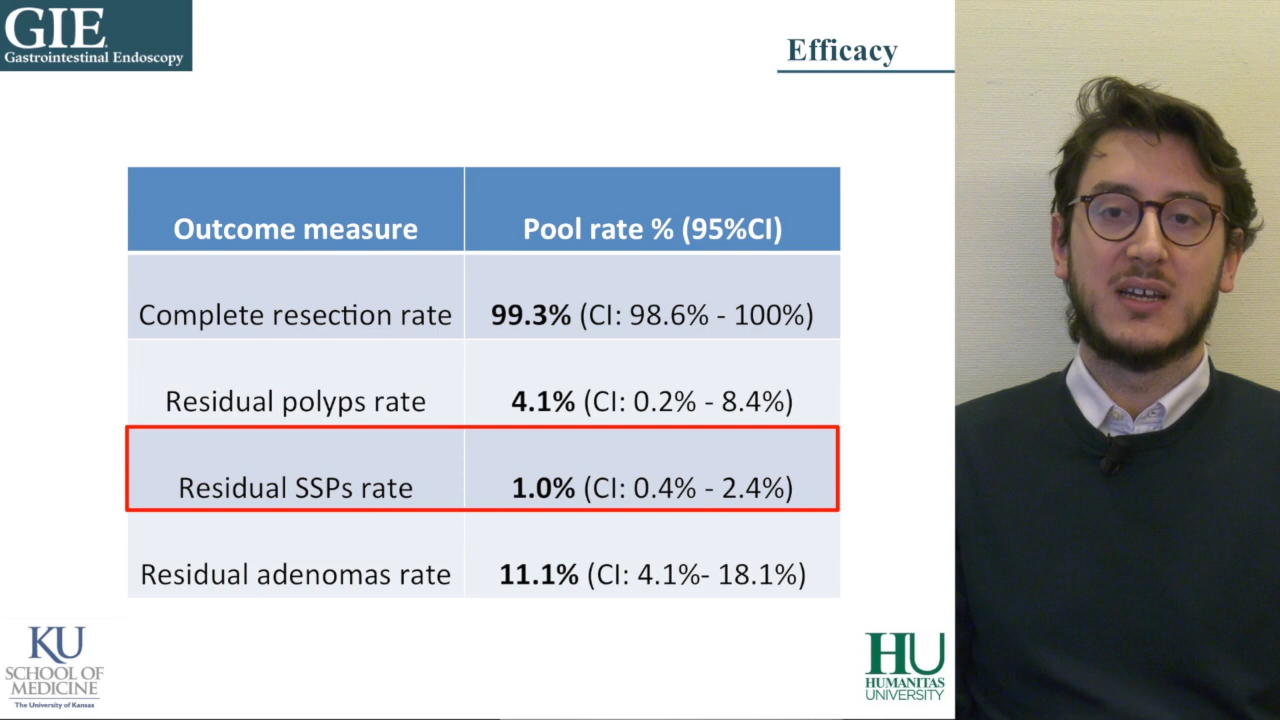 GIE
Gastrointestinal Endoscopy
Efficacy
Outcome measure Pool rate % (95%CI)
Complete resection rate 99.3% (CI: 98.6% - 100%)
Residual polyps rate 4.1% (CI: 0.2% - 8.4%)
Residual SSPs rate 1.0% (CI: 0.4% - 2.4%)
Residual adenomas rate 11.1% (CI: 4.1%- 18.1%)
KU
SCHOOL OF
MEDICINE
The University of Kansas
HU
HUMANITAS
UNIVERSITY